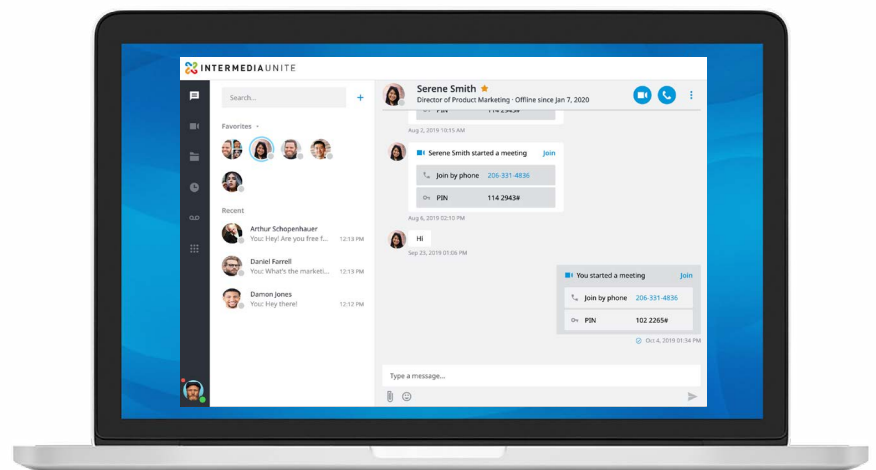 INTERMEDIAUNITE
Search...
+
Favorites
Recent
Arthur Schopenhauer
You: Hey! Are you free f...
12:13 PM
Daniel Farrell
You: What's the marketi...
12:13 PM
Damon Jones
You: Hey there!
12:12 PM
Serene Smith
Director of Product Marketing · Offline since Jan 7, 2020
PIN 114 2943#
Aug 2, 2019 10:15 AM
Serene Smith started a meeting Join
Join by phone 206-331-4836
PIN 114 2943#
Aug 6, 2019 02:10 PM
Hi
Sep 23, 2019 01:06 PM
You started a meeting Join
Join by phone 206-331-4836
PIN 102 2265#
Oct 4, 2019 01:34 PM
Type a message...